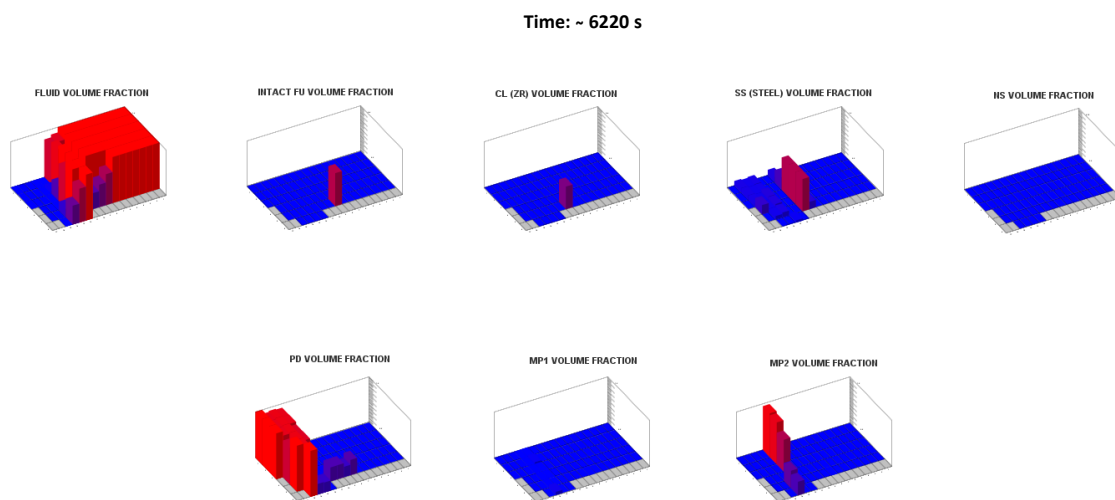 Time: ~ 6220 s
FLUID VOLUME FRACTION
INTACT FU VOLUME FRACTION
CL (ZR) VOLUME FRACTION
SS (STEEL) VOLUME FRACTION
NS VOLUME FRACTION
PD VOLUME FRACTION
MP1 VOLUME FRACTION
MP2 VOLUME FRACTION